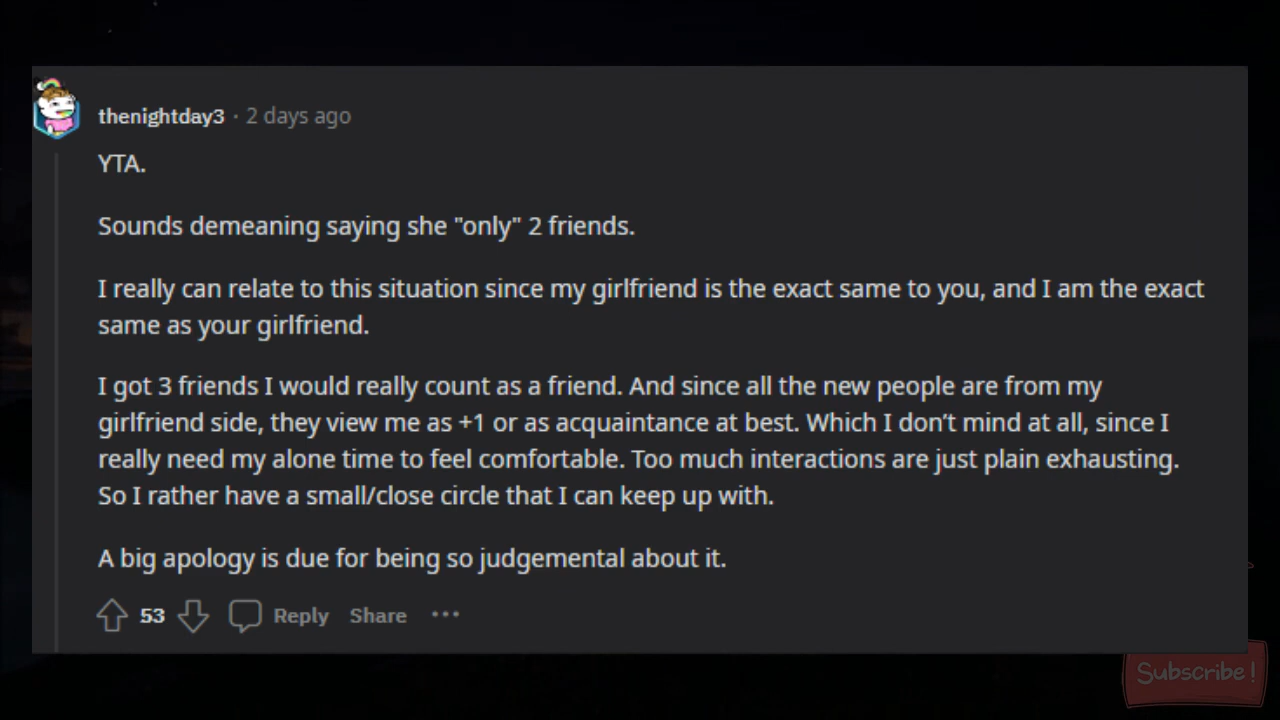 thenightday3 · 2 days ago
YTA.
Sounds demeaning saying she "only" 2 friends.
I really can relate to this situation since my girlfriend is the exact same to you, and I am the exact
same as your girlfriend.
I got 3 friends I would really count as a friend. And since all the new people are from my
girlfriend side, they view me as +1 or as acquaintance at best. Which I don’t mind at all, since I
really need my alone time to feel comfortable. Too much interactions are just plain exhausting.
So I rather have a small/close circle that I can keep up with.
A big apology is due for being so judgemental about it.
53 Reply Share ···
Subscribe!